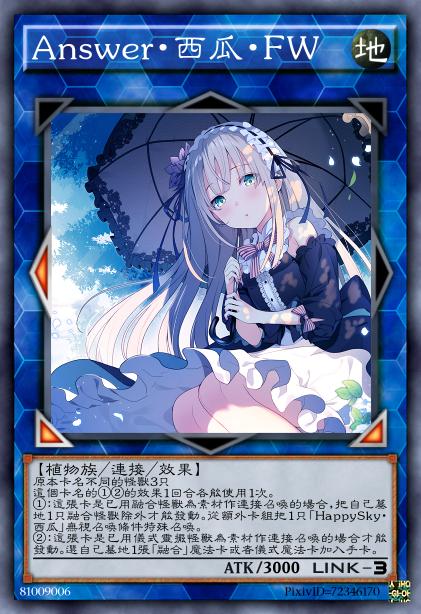 Answer・西瓜・FW
地
【植物族/連接/效果】
原本卡名不同的怪獸3只
這個卡名的①②的效果1回合各能使用1次。
①:這張卡是已用融合怪獸為素材作連接召喚的場合,把自己墓
地1只融合怪獸除外才能發動。從額外卡組把1只「HappySky・
西瓜」無視召喚條件特殊召喚。
②:這張卡是已用儀式靈擺怪獸為素材作連接召喚的場合才能
發動。選自己墓地1張「融合」魔法卡或者儀式魔法卡加入手卡。
ATK/3000 LINK-3
81009006
PixivID=72346170